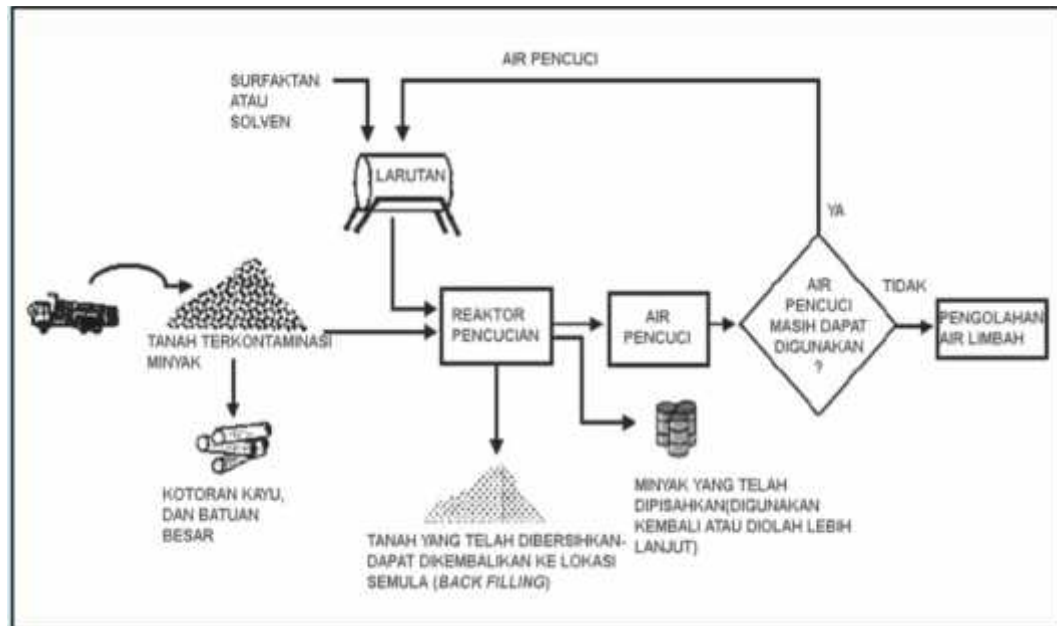 AIR PENCUCI
SURFAKTAN
ATAU
SOLVEN
LARUTAN
YA
TANAH TERKONTAMINASI
MINYAK
REAKTOR
PENCUCIAN
AIR
PENCUCI
AIR
PENCUCI
MASIH DAPAT
DIGUNAKAN
?
TIDAK
PENGOLAHAN
AIR LIMBAH
KOTORAN KAYU,
DAN BATUAN
BESAR
TANAH YANG TELAH DIBERSIHKAN-
DAPAT DIKEMBALIKAN KE LOKASI
SEMULA (BACK FILLING)
MINYAK YANG TELAH
DIPISAHKAN(DIGUNAKAN
KEMBALI ATAU DIOLAH LEBIH
LANJUT)